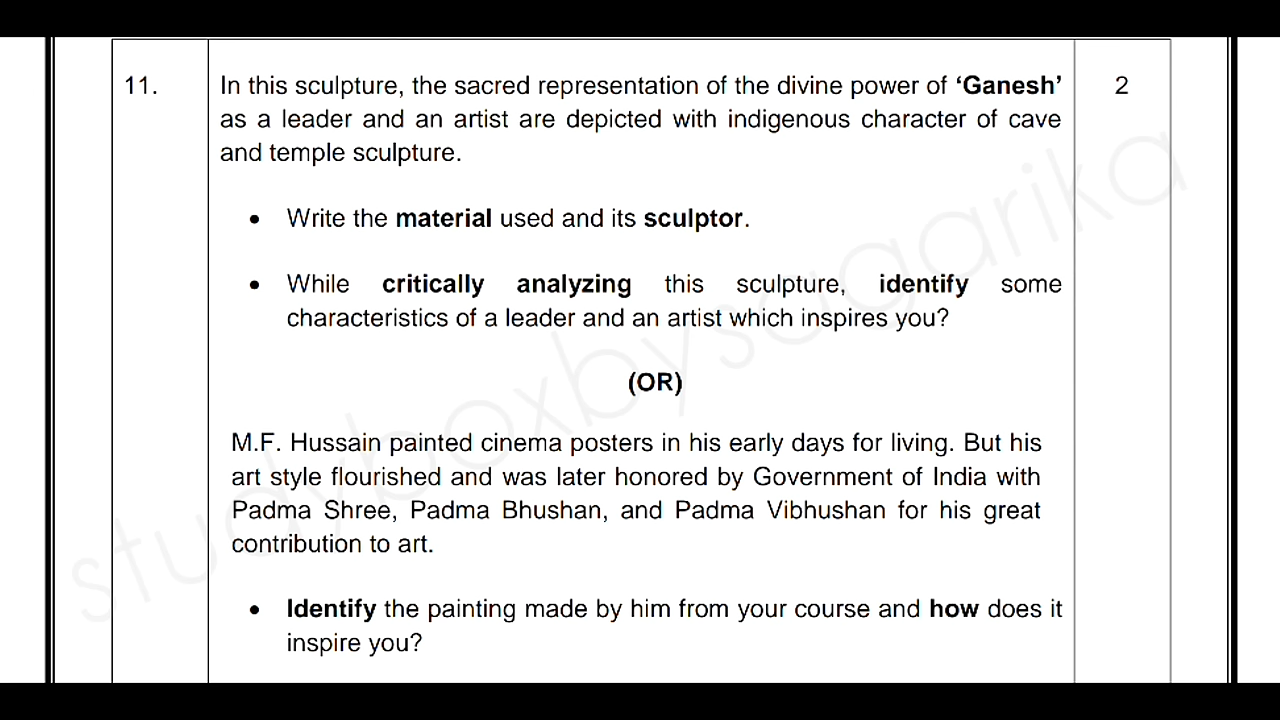 11.
In this sculpture, the sacred representation of the divine power of ‘Ganesh’
2
as a leader and an artist are depicted with indigenous character of cave
and temple sculpture.
• Write the material used and its sculptor.
• While critically analyzing this sculpture, identify some
characteristics of a leader and an artist which inspires you?
(OR)
M.F. Hussain painted cinema posters in his early days for living. But his
art style flourished and was later honored by Government of India with
Padma Shree, Padma Bhushan, and Padma Vibhushan for his great
contribution to art.
• Identify the painting made by him from your course and how does it
inspire you?
studyboxbysagarika